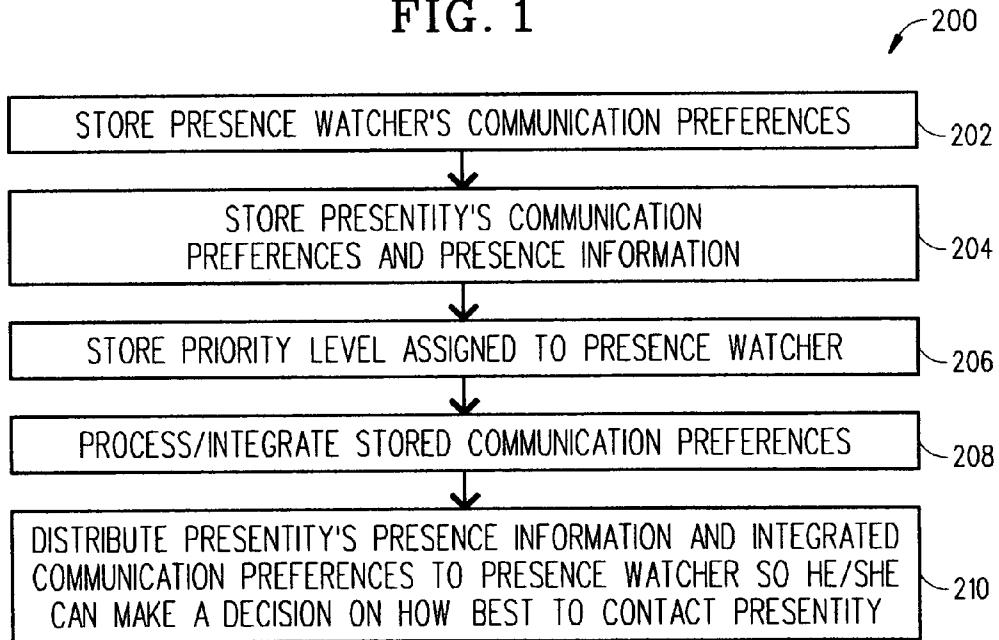 FIG. 1
200
STORE PRESENCE WATCHER'S COMMUNICATION PREFERENCES
202
STORE PRESENTITY'S COMMUNICATION
PREFERENCES AND PRESENCE INFORMATION
204
STORE PRIORITY LEVEL ASSIGNED TO PRESENCE WATCHER
206
PROCESS/INTEGRATE STORED COMMUNICATION PREFERENCES
208
DISTRIBUTE PRESENTITY'S PRESENCE INFORMATION AND INTEGRATED
COMMUNICATION PREFERENCES TO PRESENCE WATCHER SO HE/SHE
CAN MAKE A DECISION ON HOW BEST TO CONTACT PRESENTITY
210